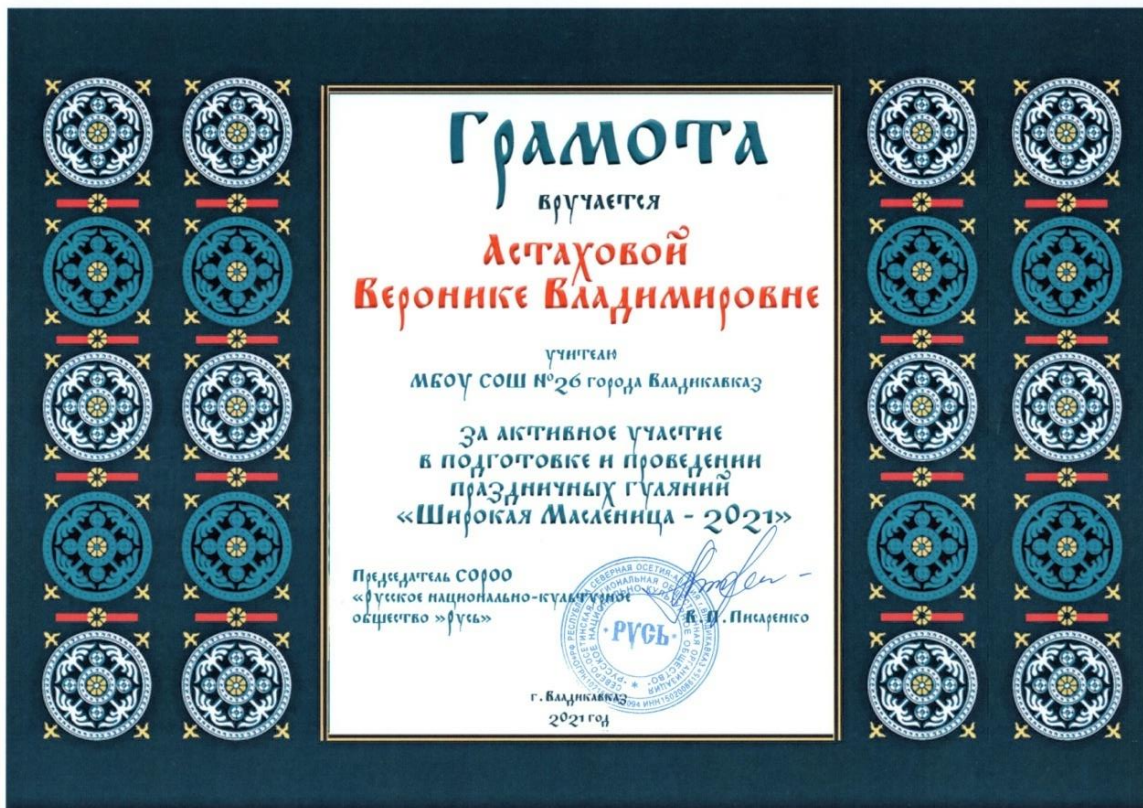 Грамота
вручается
Астаховой
Веронике Владимировне
учителю
МБОУ СОШ №26 города Владикавказ
за активное участие
в подготовке и проведении
праздничных гуляний
«Широкая Масленица - 2021»
Председатель СОРОО
«русское национально-культурное
общество »русь»
Писаренко
РУСЬ
г. Владикавказ
2021 год